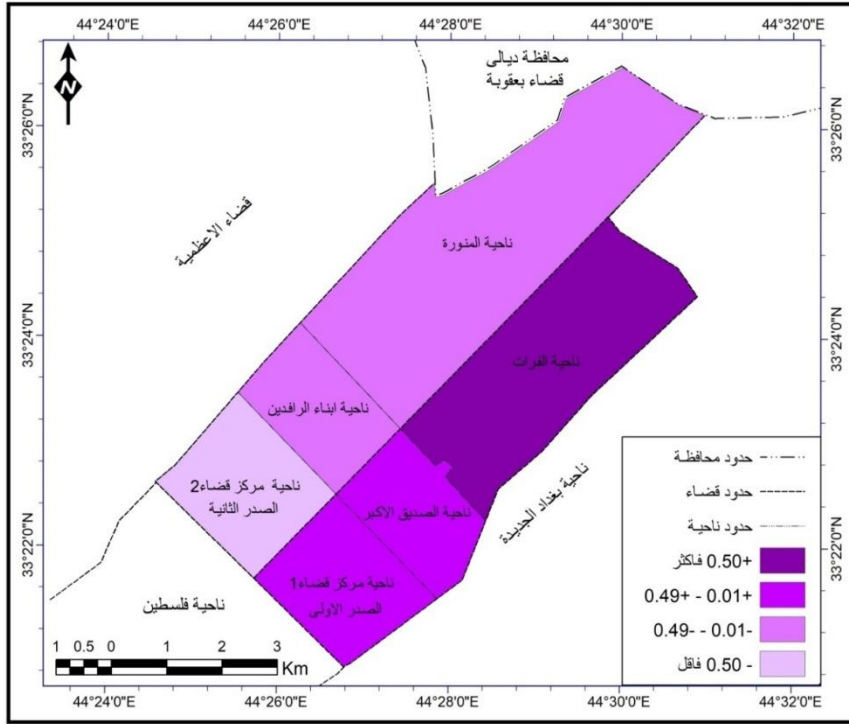 44°24'0"E 44°26'0"E 44°28'0"E 44°30'0"E 44°32'0"E
N
محافظة ديالى
قضاء بعقوبة
33°26'0"N
33°26'0"N
قضاء الاعظمية
ناحية المنورة
33°24'0"N
33°24'0"N
ناحية الفرات
ناحية ابناء الرافدين
ناحية مركز قضاء2
الصدر الثانية
ناحية الصديق الاكبر
ناحية بغداد الجديدة
33°22'0"N
33°22'0"N
ناحية مركز قضاء1
الصدر الاولى
ناحية فلسطين
حدود محافظة
حدود قضاء
حدود ناحية
+0.50 فاكثر
+0.01 - +0.49
-0.01 - -0.49
- 0.50 فاقل
1 0.5 0 1 2 3
Km
44°24'0"E 44°26'0"E 44°28'0"E 44°30'0"E 44°32'0"E